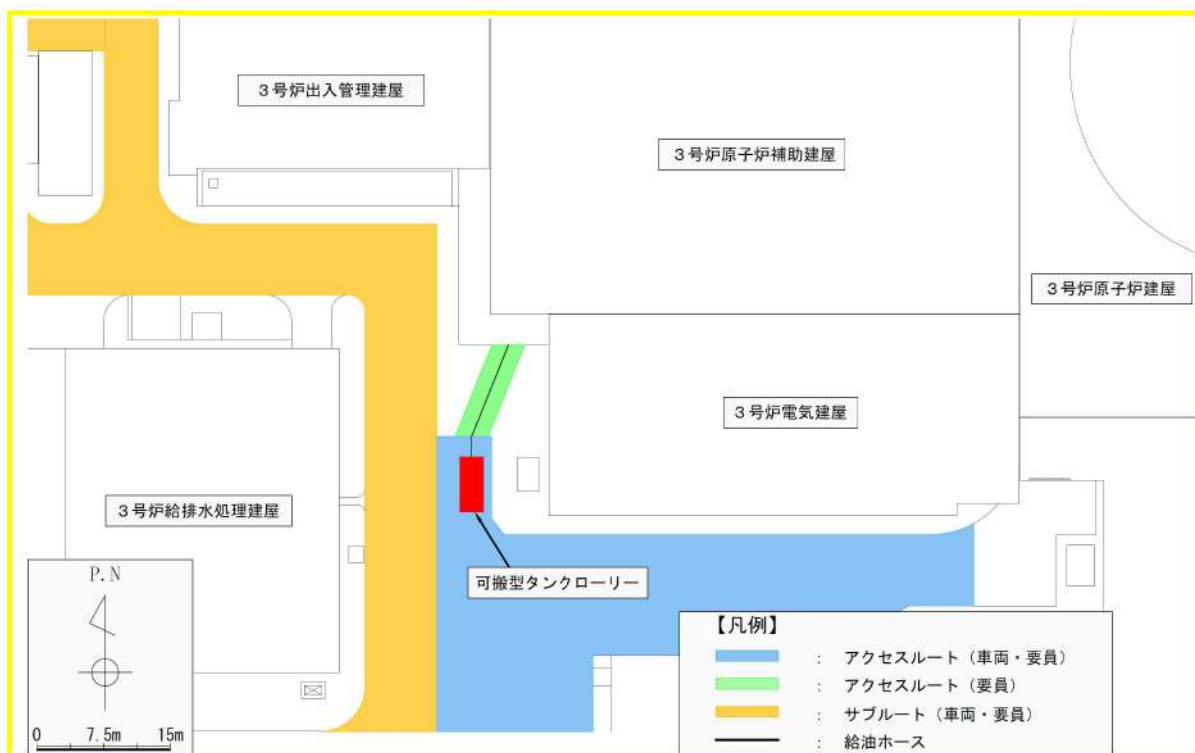 3号炉出入管理建屋
3号炉原子炉補助建屋
3号炉原子炉建屋
3号炉電気建屋
3号炉給排水処理建屋
可搬型タンクローリー
P.N
0 7.5m 15m
【凡例】
: アクセスルート（車両・要員）
: アクセスルート（要員）
: サブルート（車両・要員）
: 給油ホース